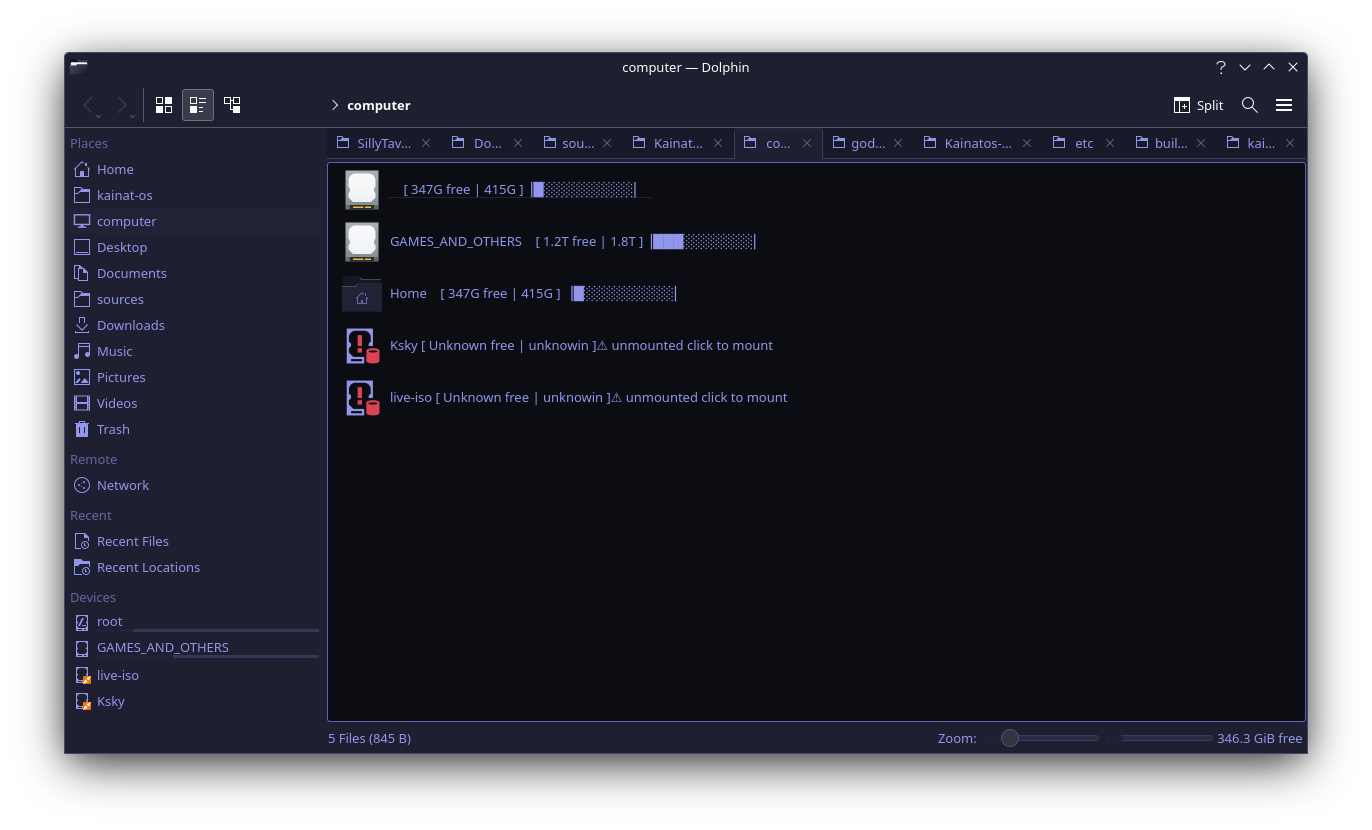 computer — Dolphin
computer
Split
Places
Home
kainat-os
computer
Desktop
Documents
sources
Downloads
Music
Pictures
Videos
Trash
Remote
Network
Recent
Recent Files
Recent Locations
Devices
root
GAMES_AND_OTHERS
live-iso
Ksky
SillyTav... Do... sou... Kainat... co... god... Kainatos-... etc buil... kai...
[ 347G free | 415G ] |█░░░░░░░░░|
GAMES_AND_OTHERS [ 1.2T free | 1.8T ] |███░░░░░░░|
Home [ 347G free | 415G ] |█░░░░░░░░░|
Ksky [ Unknown free | unknowin ]⚠ unmounted click to mount
live-iso [ Unknown free | unknowin ]⚠ unmounted click to mount
5 Files (845 B)
Zoom:
346.3 GiB free